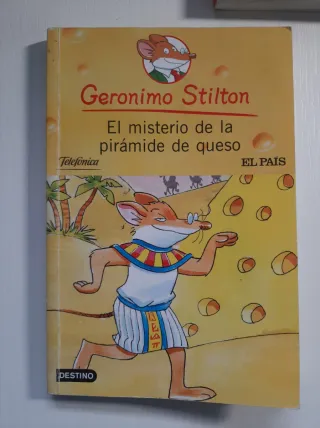 Geronimo Stilton
El misterio de la
pirámide de queso
Telefónica
EL PAÍS
DESTINO